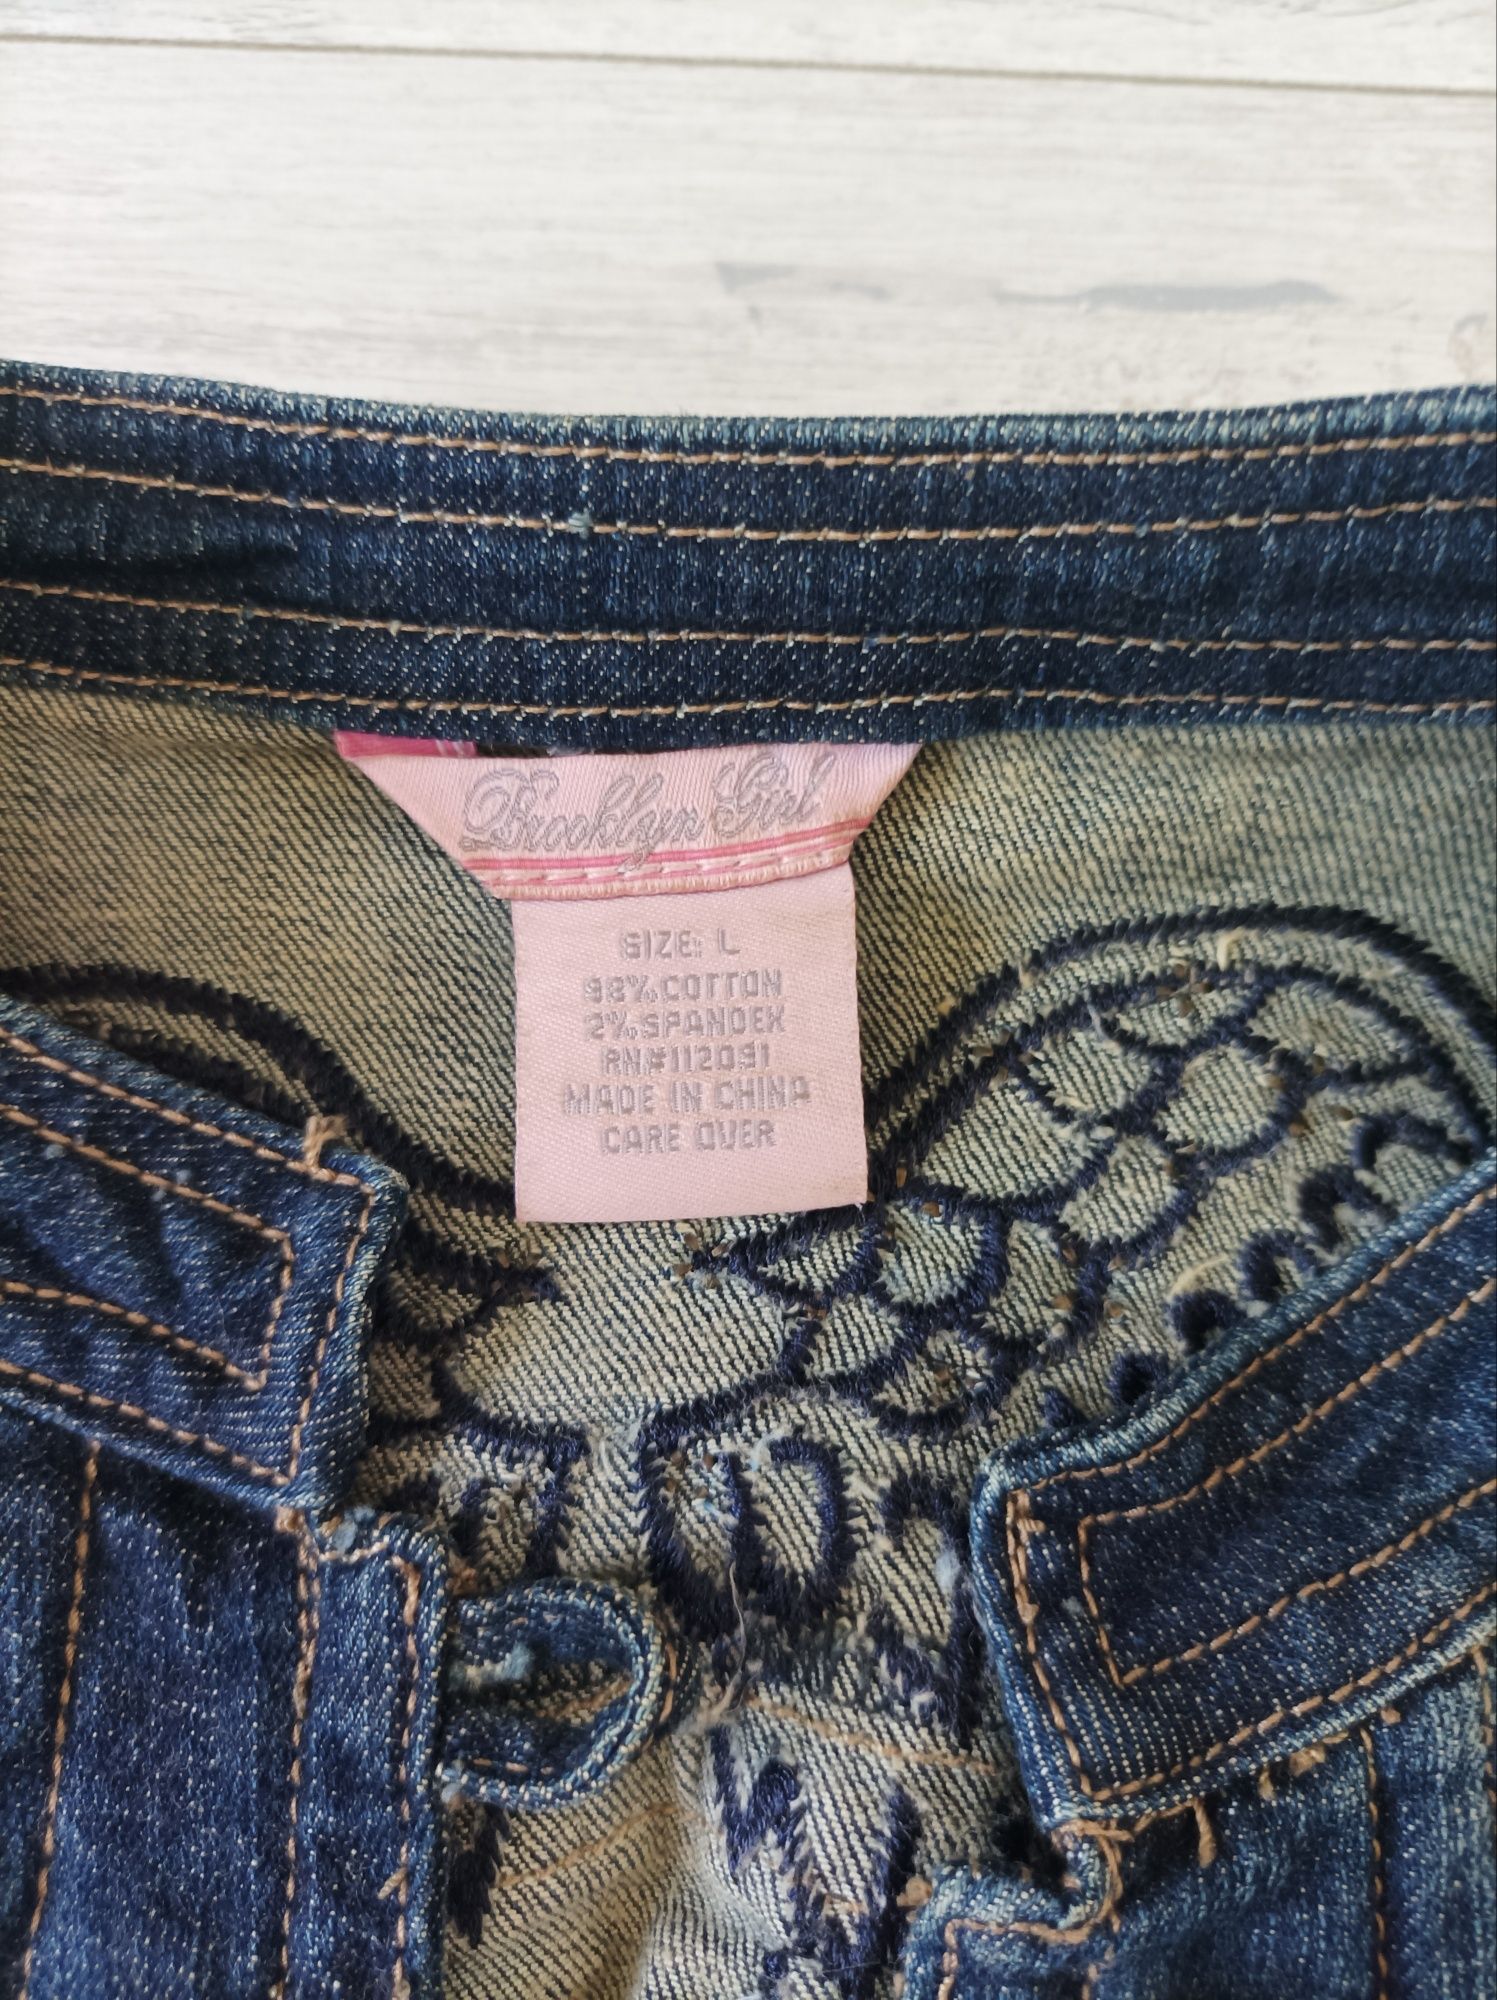 Brooklyn Girl
SIZE: L
98% COTTON
2% SPANDEX
RN#112091
MADE IN CHINA
CARE OVER